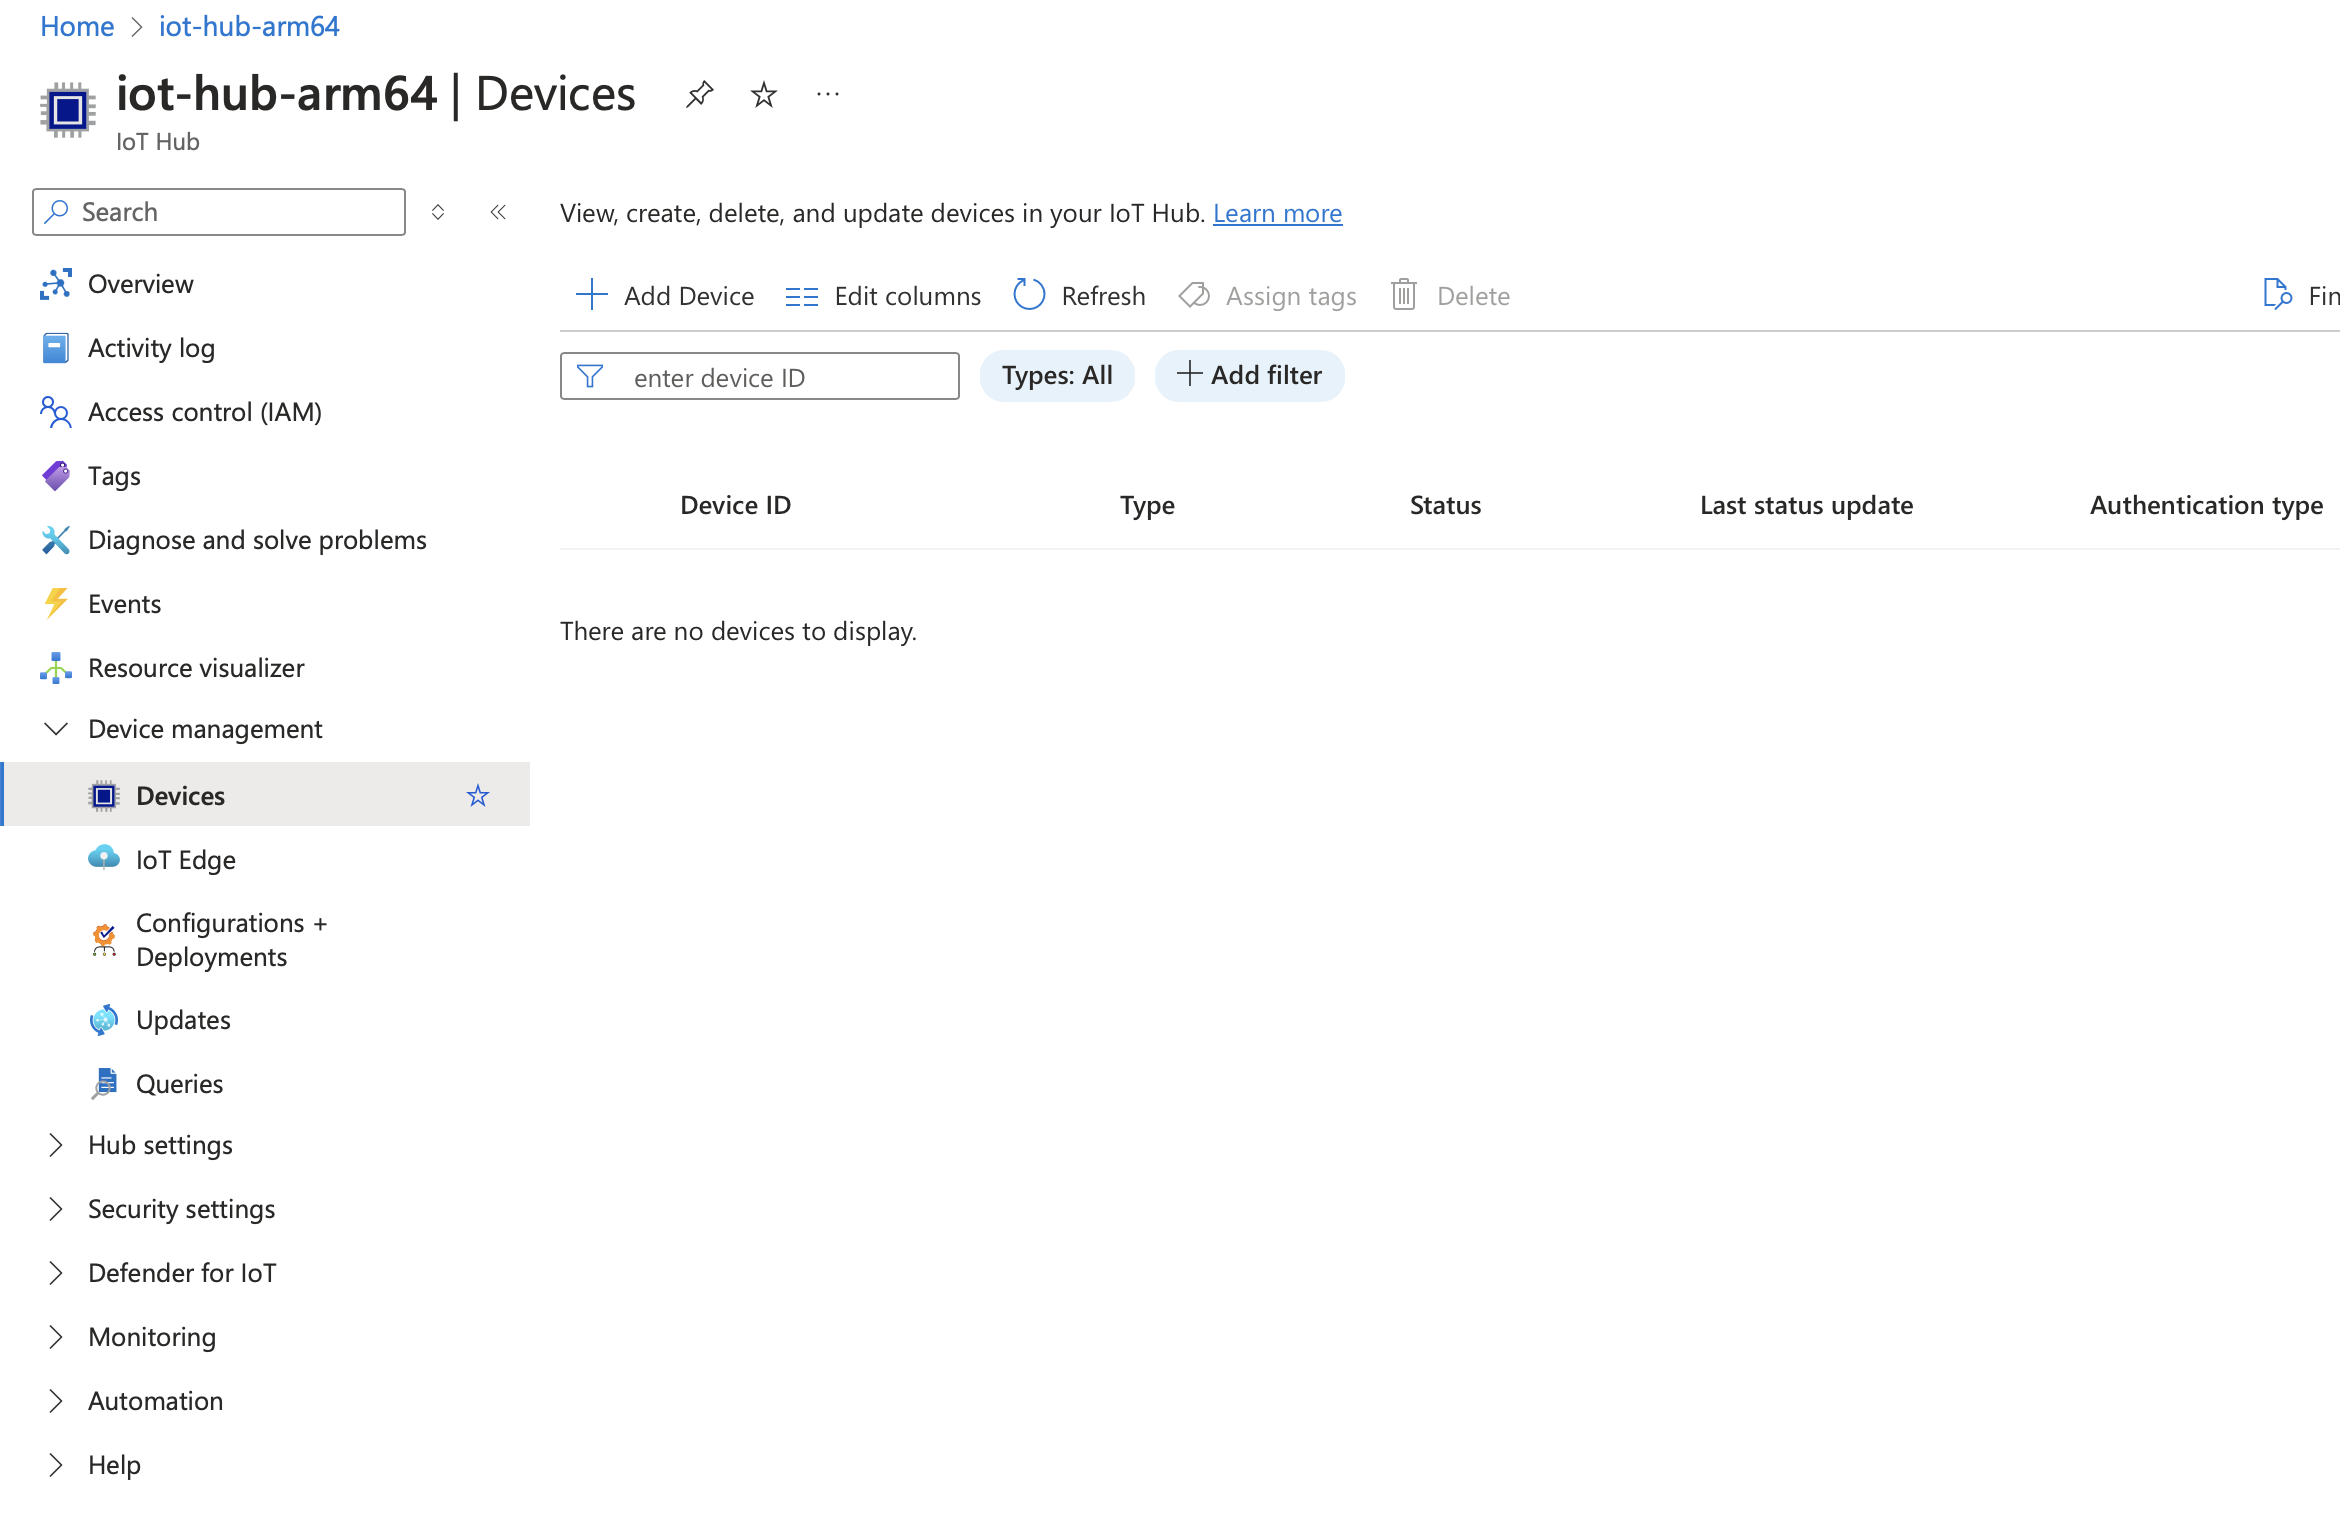 Home > iot-hub-arm64
iot-hub-arm64 | Devices
IoT Hub
Search
View, create, delete, and update devices in your IoT Hub. Learn more
Add Device
Edit columns
Refresh
Assign tags
Delete
Fin
enter device ID
Types: All
Add filter
Device ID
Type
Status
Last status update
Authentication type
There are no devices to display.
Overview
Activity log
Access control (IAM)
Tags
Diagnose and solve problems
Events
Resource visualizer
Device management
Devices
IoT Edge
Configurations +
Deployments
Updates
Queries
Hub settings
Security settings
Defender for IoT
Monitoring
Automation
Help